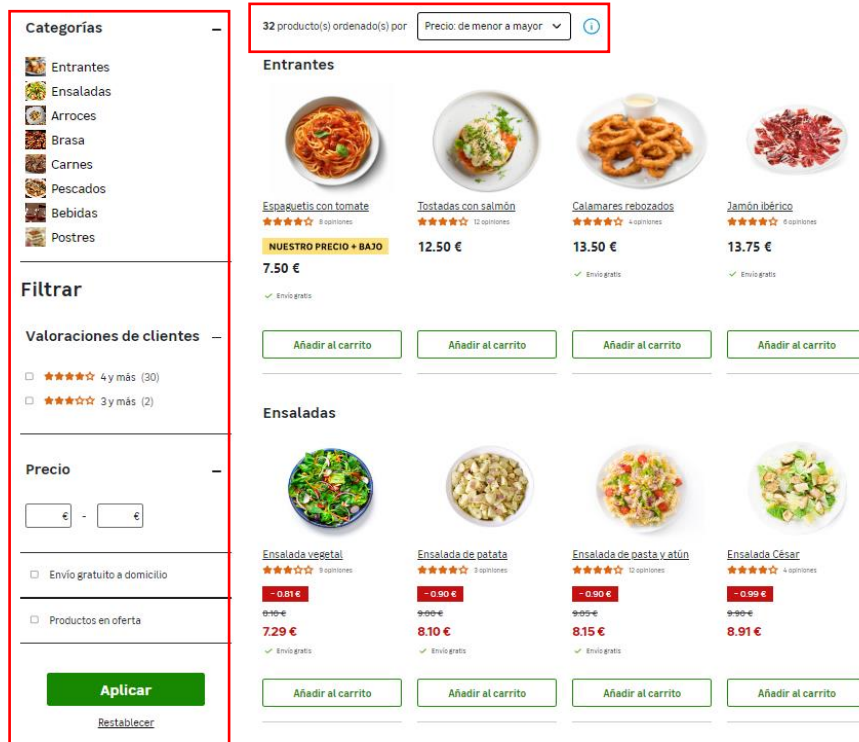 Categorías –
Entrantes
Ensaladas
Arroces
Brasa
Carnes
Pescados
Bebidas
Postres
Filtrar
Valoraciones de clientes –
4 y más (30)
3 y más (2)
Precio –
€ - €
Envío gratuito a domicilio
Productos en oferta
Aplicar
Restablecer
32 producto(s) ordenado(s) por Precio: de menor a mayor i
Entrantes
Espaguetis con tomate Tostadas con salmón Calamares rebozados Jamón ibérico
8 opiniones 12 opiniones 4 opiniones 6 opiniones
NUESTRO PRECIO + BAJO 12.50 € 13.50 € 13.75 €
7.50 € Envío gratis Envío gratis
Envío gratis
Añadir al carrito Añadir al carrito Añadir al carrito Añadir al carrito
Ensaladas
Ensalada vegetal Ensalada de patata Ensalada de pasta y atún Ensalada César
9 opiniones 3 opiniones 12 opiniones 4 opiniones
- 0.81 € - 0.90 € - 0.90 € - 0.99 €
8.10 € 9.00 € 9.05 € 9.90 €
7.29 € 8.10 € 8.15 € 8.91 €
Envío gratis Envío gratis Envío gratis
Añadir al carrito Añadir al carrito Añadir al carrito Añadir al carrito